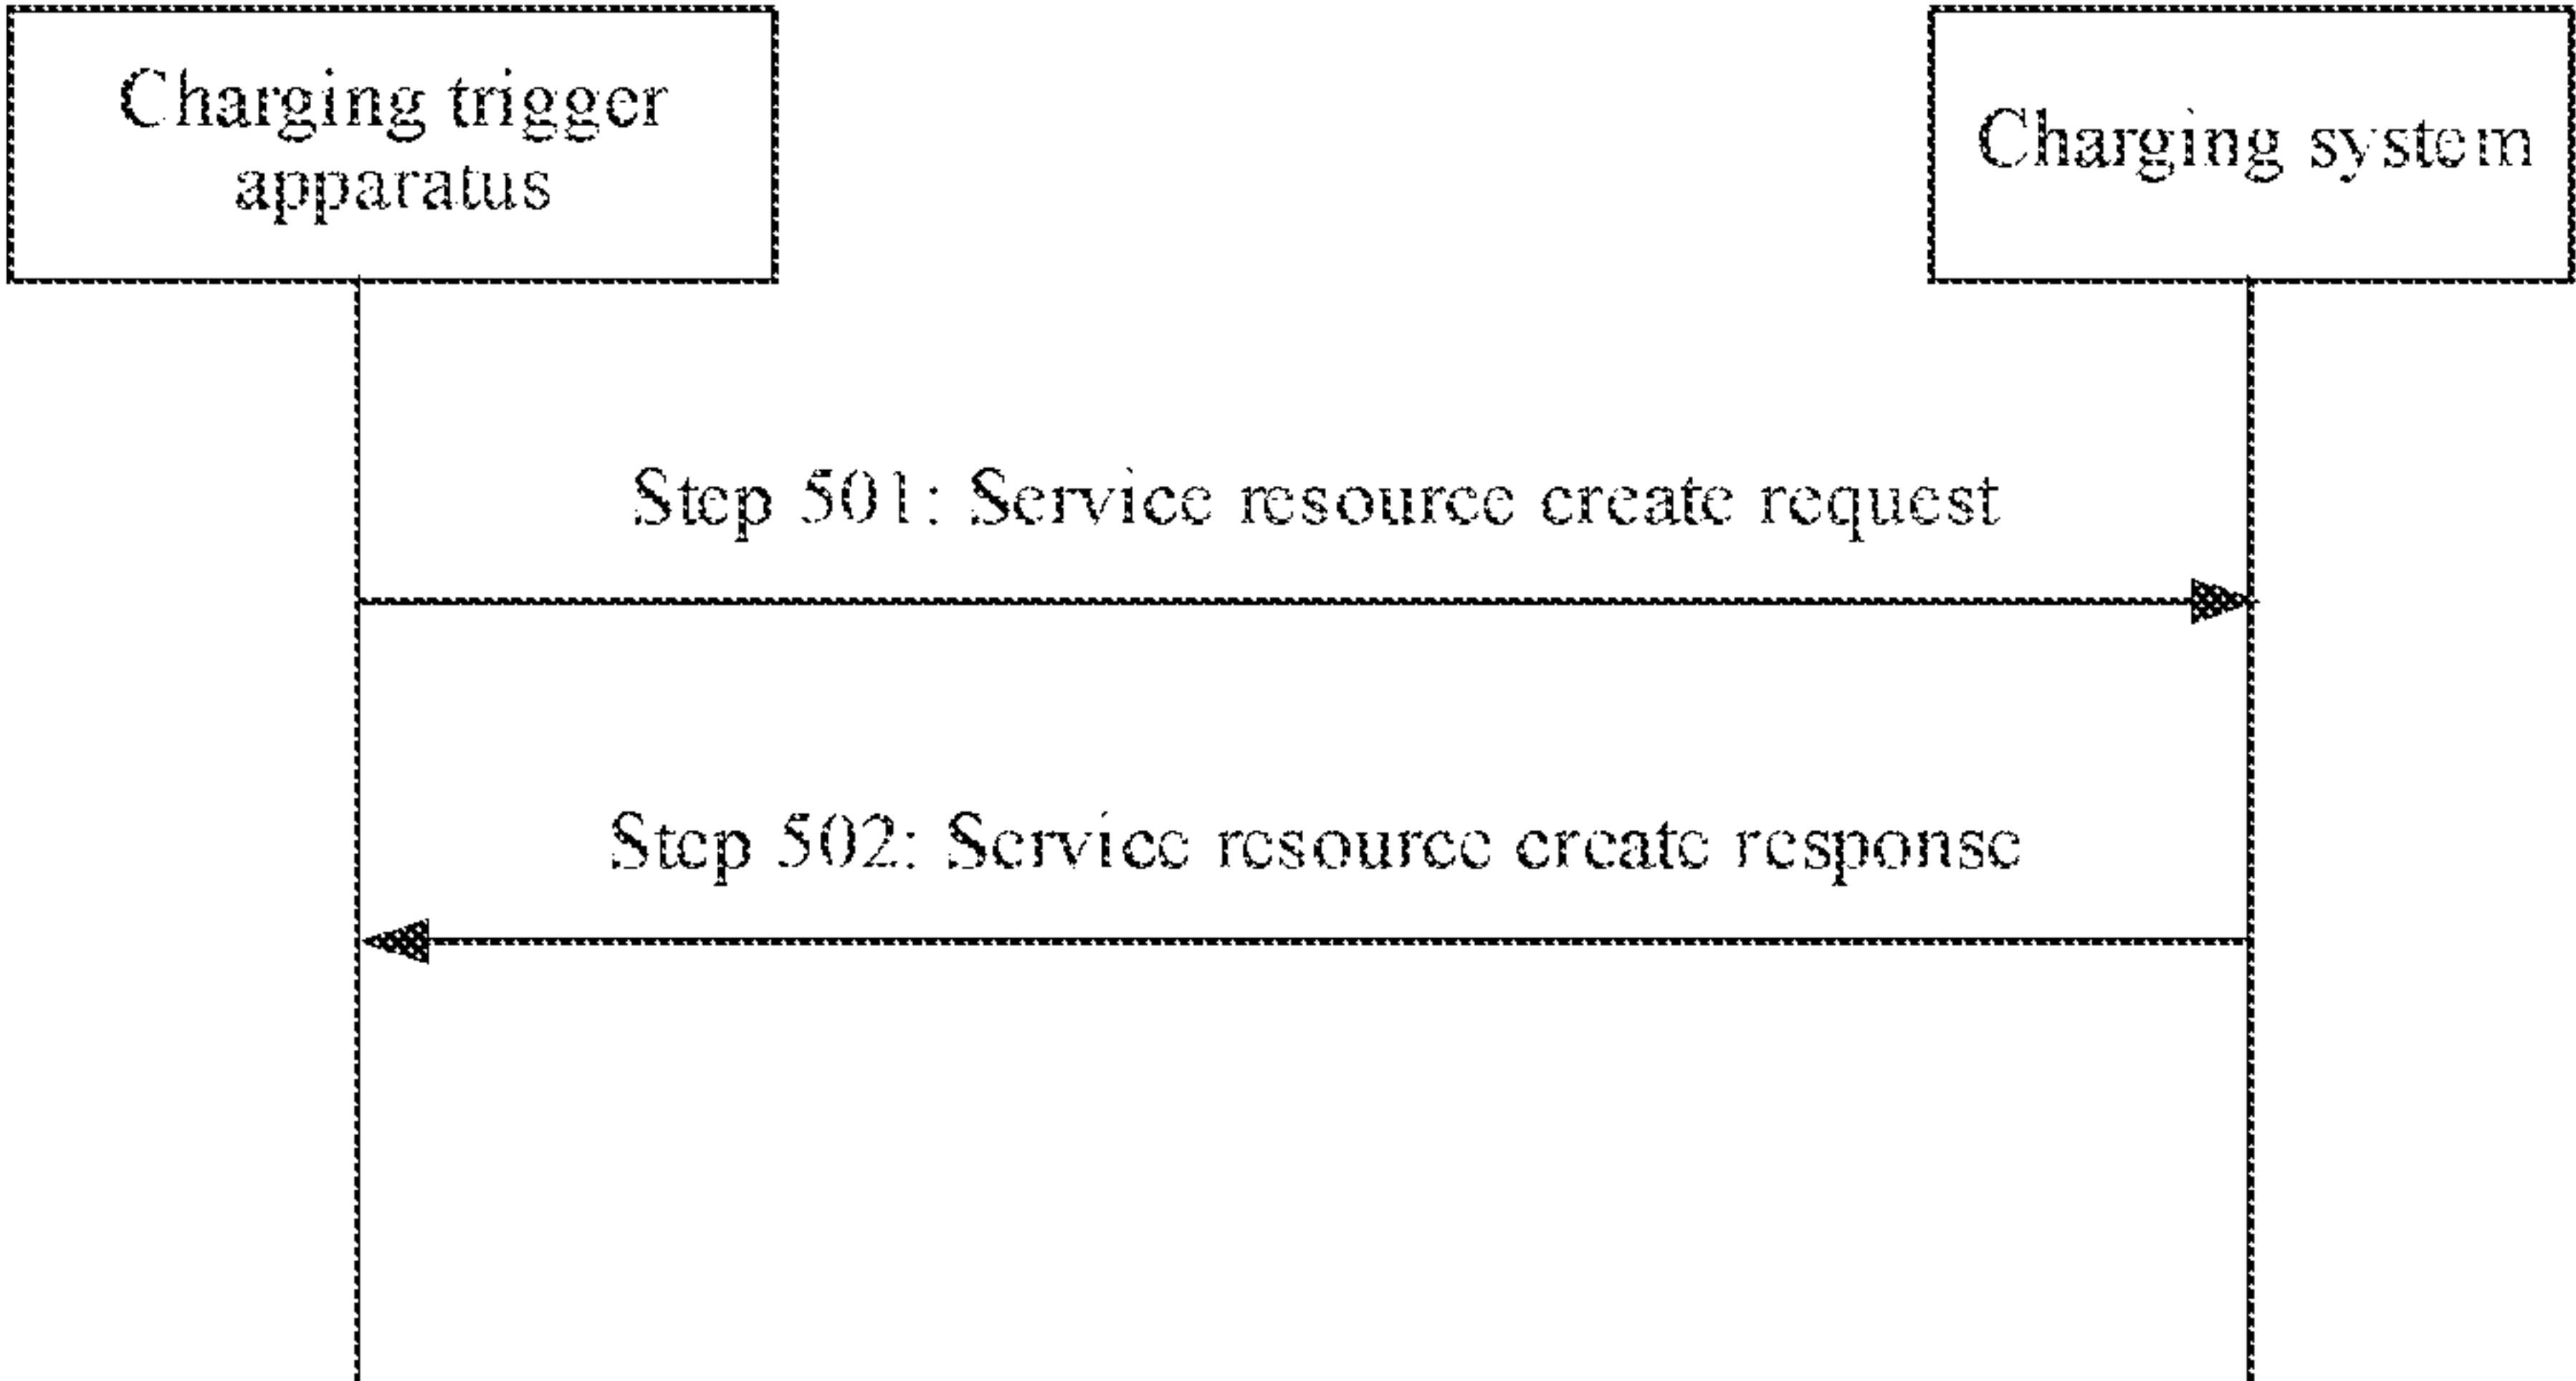 Charging trigger
apparatus
Charging system
Step 501: Service resource create request
Step 502: Service resource create response